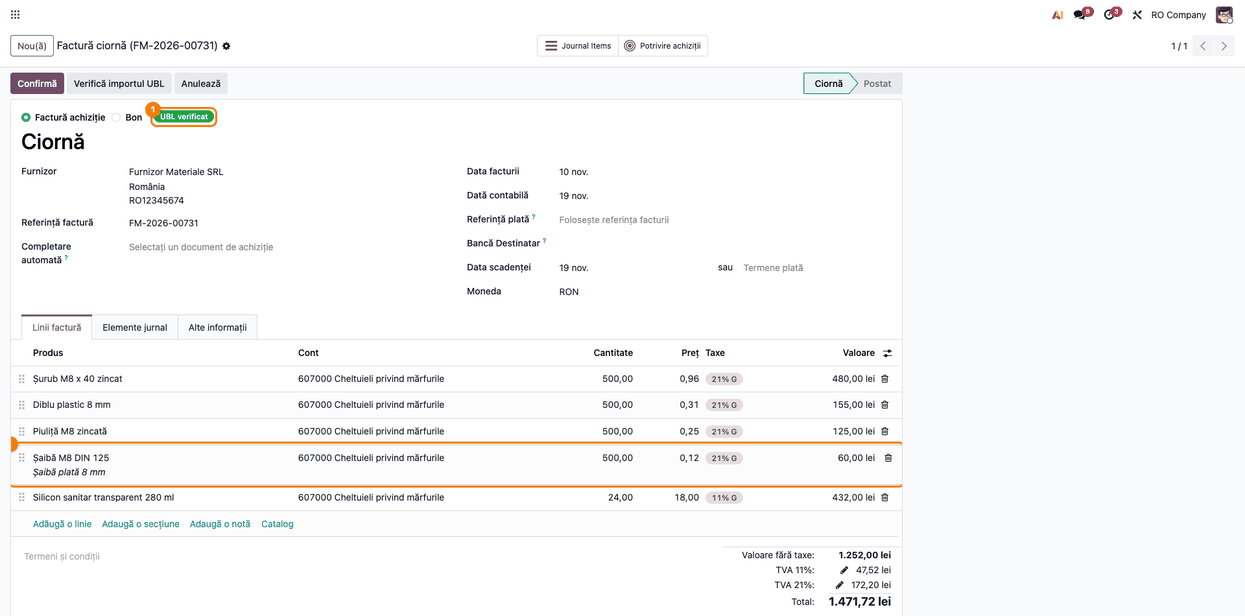 AI 9 3 RO Company
Nou(ă) Factură ciornă (FM-2026-00731) Journal Items Potrivire achiziții 1 / 1
Confirmă Verifică importul UBL Anulează Ciornă Postat
Factură achiziție Bon 1 UBL verificat
Ciornă
Furnizor Furnizor Materiale SRL
România
RO12345674
Referință factură FM-2026-00731
Completare automată ? Selectați un document de achiziție
Data facturii 10 nov.
Dată contabilă 19 nov.
Referință plată ? Folosește referința facturii
Bancă Destinatar ?
Data scadenței 19 nov. sau Termene plată
Moneda RON
Linii factură Elemente jurnal Alte informații
Produs Cont Cantitate Preț Taxe Valoare
Șurub M8 x 40 zincat 607000 Cheltuieli privind mărfurile 500,00 0,96 21% G 480,00 lei
Diblu plastic 8 mm 607000 Cheltuieli privind mărfurile 500,00 0,31 21% G 155,00 lei
Piuliță M8 zincată 607000 Cheltuieli privind mărfurile 500,00 0,25 21% G 125,00 lei
Șaibă M8 DIN 125 607000 Cheltuieli privind mărfurile 500,00 0,12 21% G 60,00 lei
Șaibă plată 8 mm
Silicon sanitar transparent 280 ml 607000 Cheltuieli privind mărfurile 24,00 18,00 11% G 432,00 lei
Adăugă o linie Adaugă o secțiune Adaugă o notă Catalog
Termeni și condiții
Valoare fără taxe: 1.252,00 lei
TVA 11%: 47,52 lei
TVA 21%: 172,20 lei
Total: 1.471,72 lei